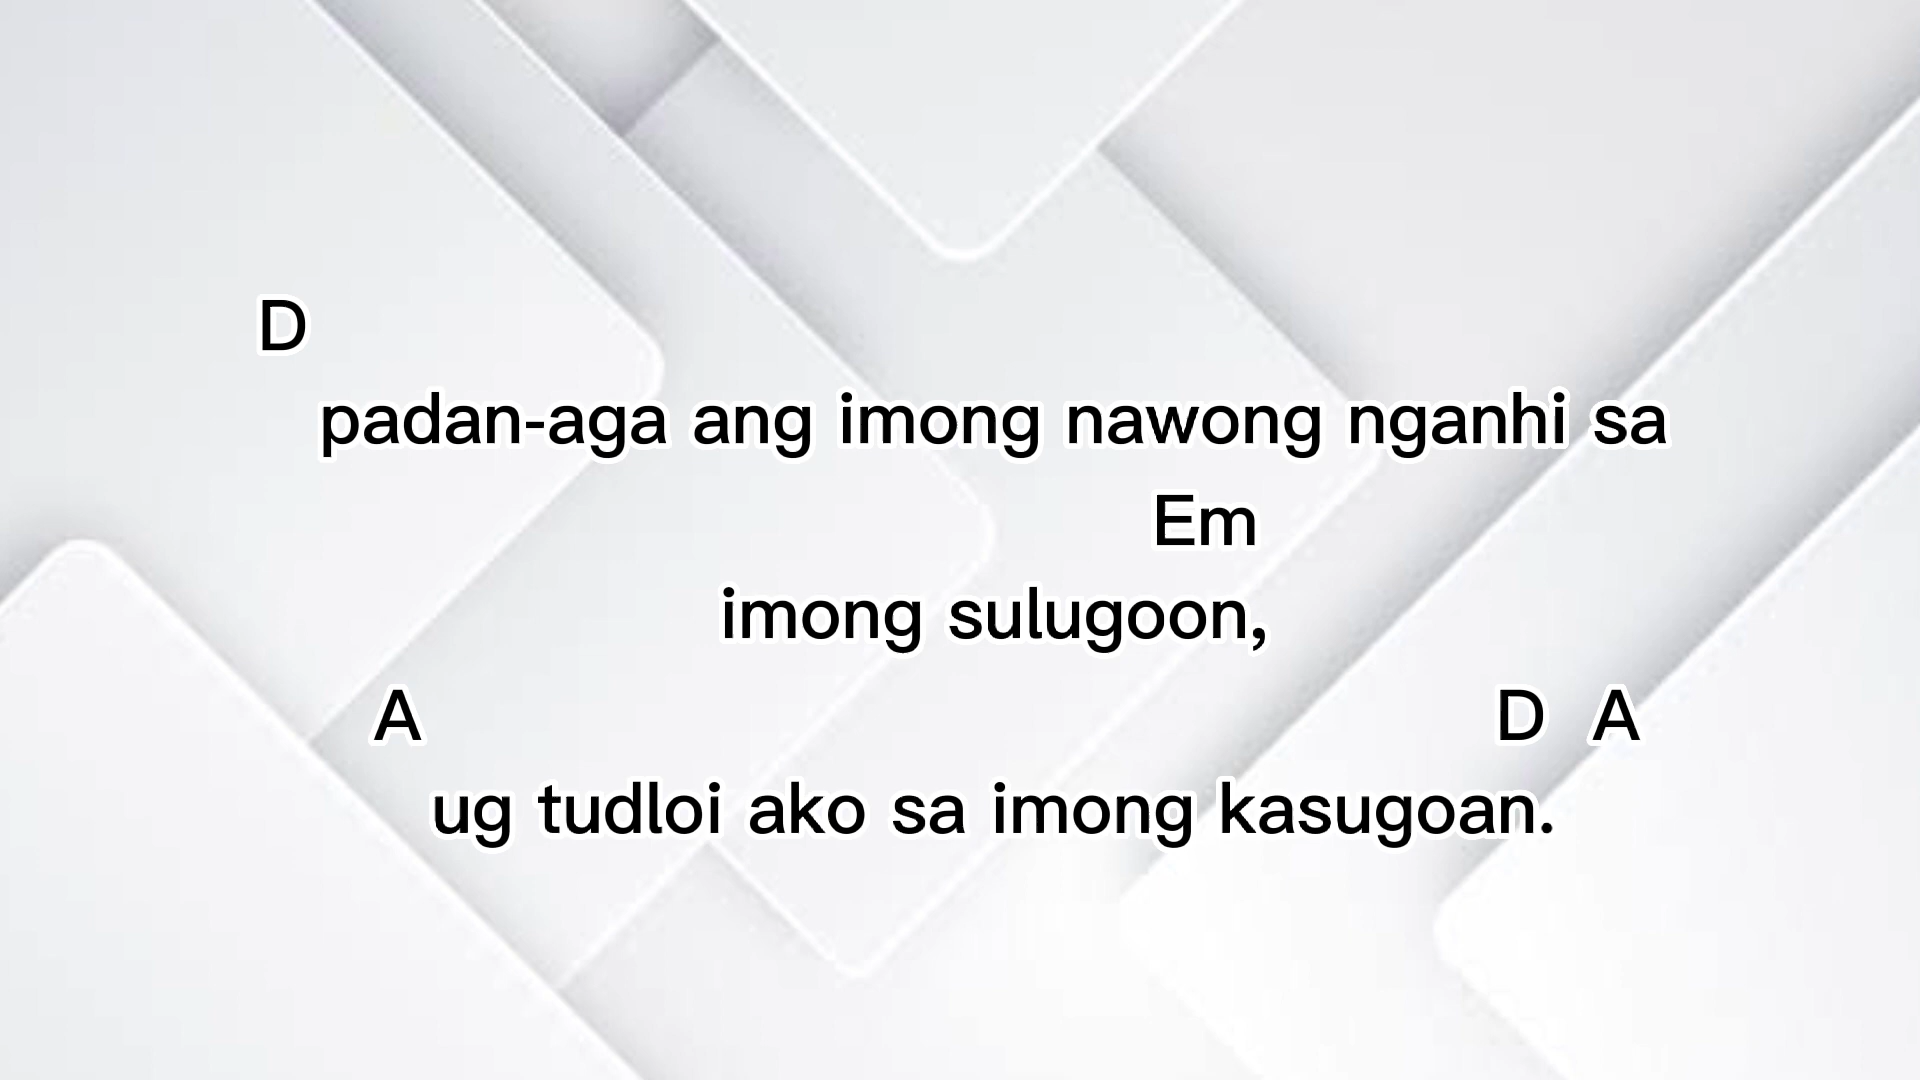 D
padan-aga ang imong nawong nganhi sa
Em
imong sulugoon,
A D A
ug tudloi ako sa imong kasugoan.